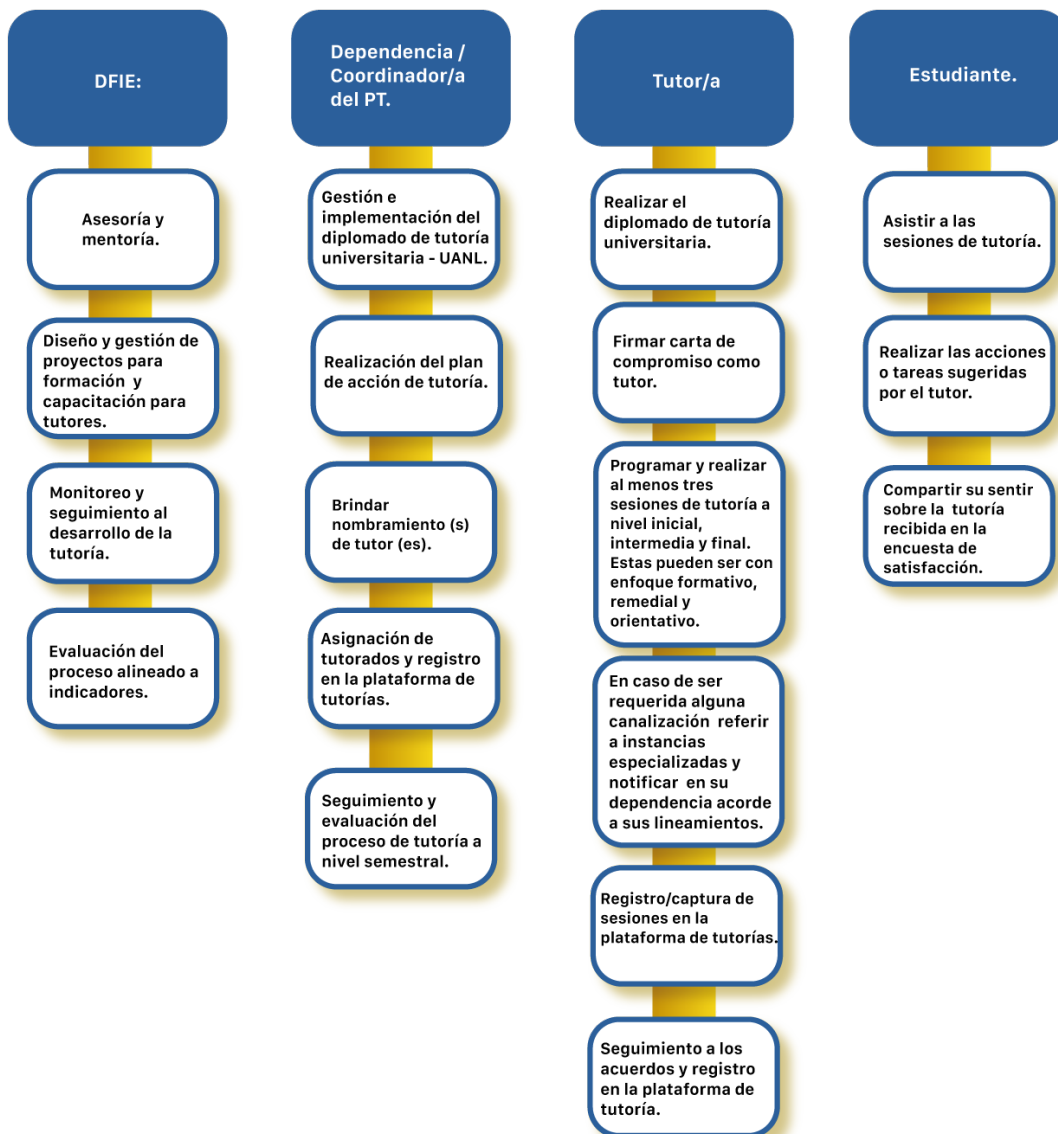 DFIE:
Asesoría y
mentoría.
Diseño y gestión de
proyectos para
formación y
capacitación para
tutores.
Monitoreo y
seguimiento al
desarrollo de la
tutoría.
Evaluación del
proceso alineado a
indicadores.
Dependencia /
Coordinador/a
del PT.
Gestión e
implementación del
diplomado de tutoría
universitaria - UANL.
Realización del plan
de acción de tutoría.
Brindar
nombramiento (s)
de tutor (es).
Asignación de
tutorados y registro
en la plataforma de
tutorías.
Seguimiento y
evaluación del
proceso de tutoría a
nivel semestral.
Tutor/a
Realizar el
diplomado de tutoría
universitaria.
Firmar carta de
compromiso como
tutor.
Programar y realizar
al menos tres
sesiones de tutoría a
nivel inicial,
intermedia y final.
Estas pueden ser con
enfoque formativo,
remedial y
orientativo.
En caso de ser
requerida alguna
canalización referir
a instancias
especializadas y
notificar en su
dependencia acorde
a sus lineamientos.
Registro/captura de
sesiones en la
plataforma de tutorías.
Seguimiento a los
acuerdos y registro
en la plataforma de
tutoría.
Estudiante.
Asistir a las
sesiones de tutoría.
Realizar las acciones
o tareas sugeridas
por el tutor.
Compartir su sentir
sobre la tutoría
recibida en la
encuesta de
satisfacción.